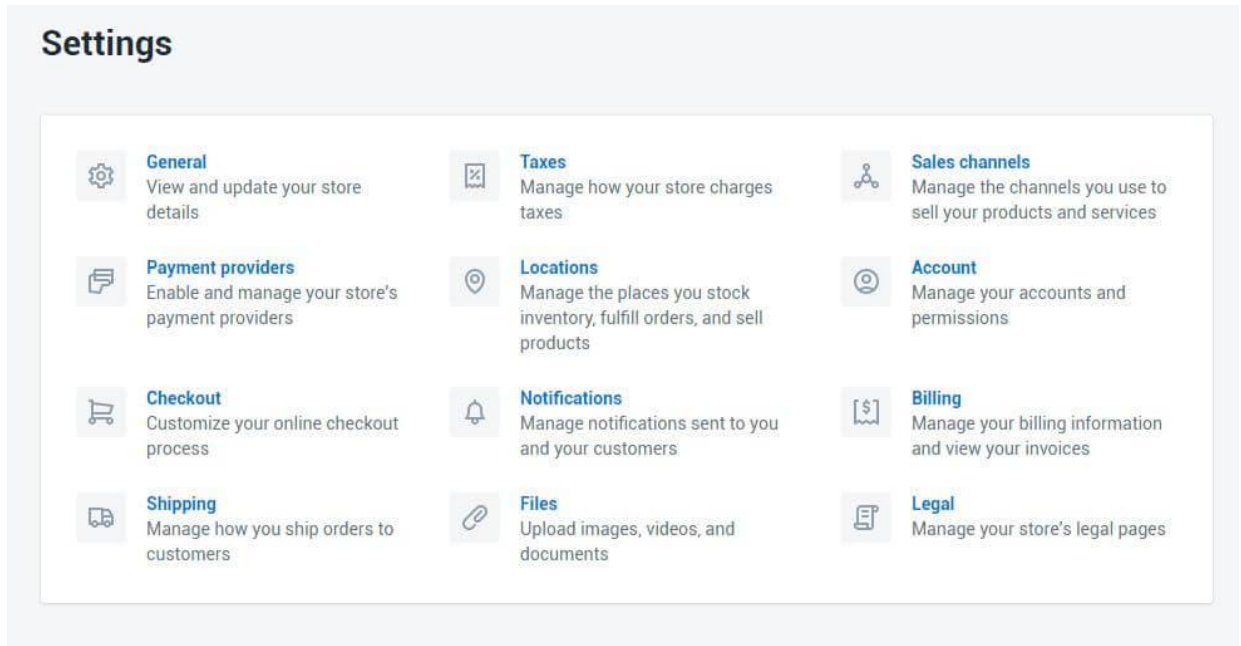 Settings
General
View and update your store
details
Taxes
Manage how your store charges
taxes
Sales channels
Manage the channels you use to
sell your products and services
Payment providers
Enable and manage your store's
payment providers
Locations
Manage the places you stock
inventory, fulfill orders, and sell
products
Account
Manage your accounts and
permissions
Checkout
Customize your online checkout
process
Notifications
Manage notifications sent to you
and your customers
Billing
Manage your billing information
and view your invoices
Shipping
Manage how you ship orders to
customers
Files
Upload images, videos, and
documents
Legal
Manage your store's legal pages